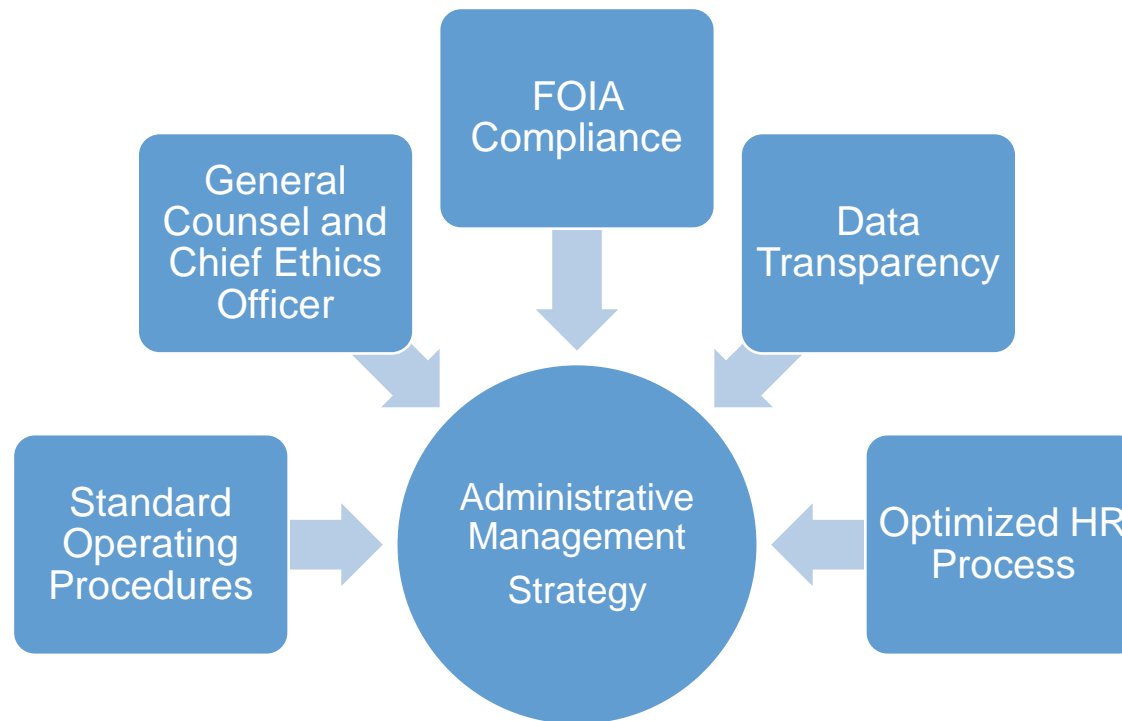 FOIA
Compliance
General
Counsel and
Chief Ethics
Officer
Data
Transparency
Standard
Operating
Procedures
Administrative
Management
Strategy
Optimized HR
Process